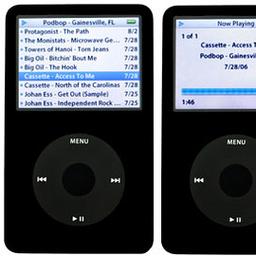 Podbop - Gainesville, FL
Protagonist - The Path 8/2
The Monistats - Microwave Ge... 7/28
Towers of Hanoi - Torn Jeans 7/28
Big Oil - Bitchin' Bout Me 7/28
Big Oil - The Hook 7/28
Cassette - Access To Me 7/28
Cassette - North of the Carolinas 7/28
Johan Ess - Get Out (Sample) 7/25
Johan Ess - Independent Rock ... 7/25
MENU
Now Playing
1 of 1
Cassette - Access T
Podbop - Gainesvill
7/28/06
1:46
MENU